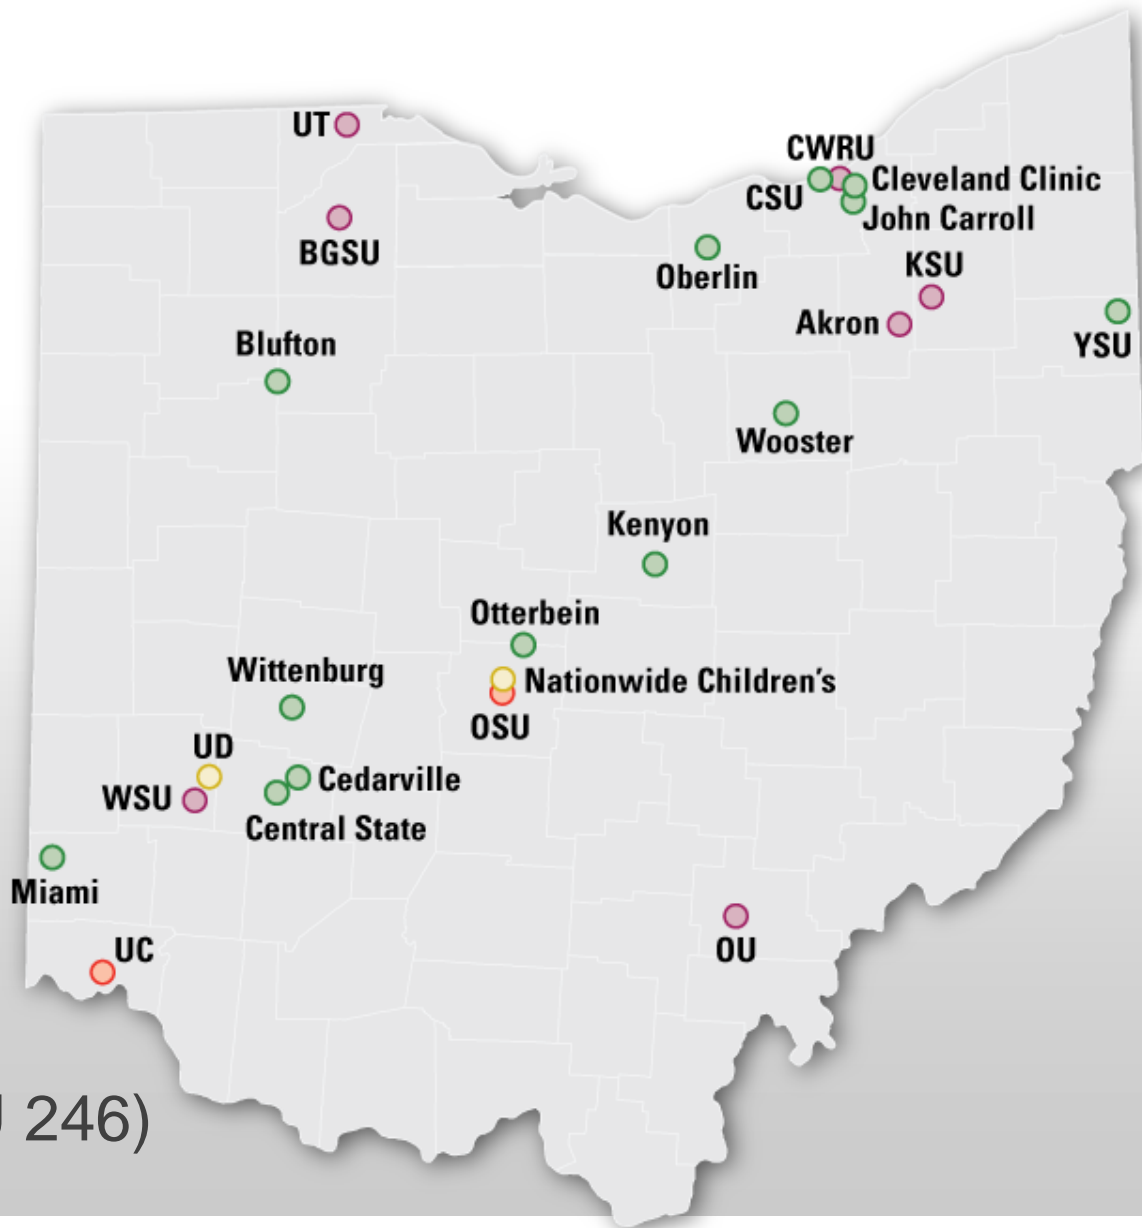 UT
CWRU
Cleveland Clinic
CSU
John Carroll
BGSU
KSU
Oberlin
Akron
Blufton
YSU
Wooster
Kenyon
Otterbein
Wittenburg
Nationwide Children's
OSU
UD
Cedarville
WSU
Central State
Miami
UC
OU
246)